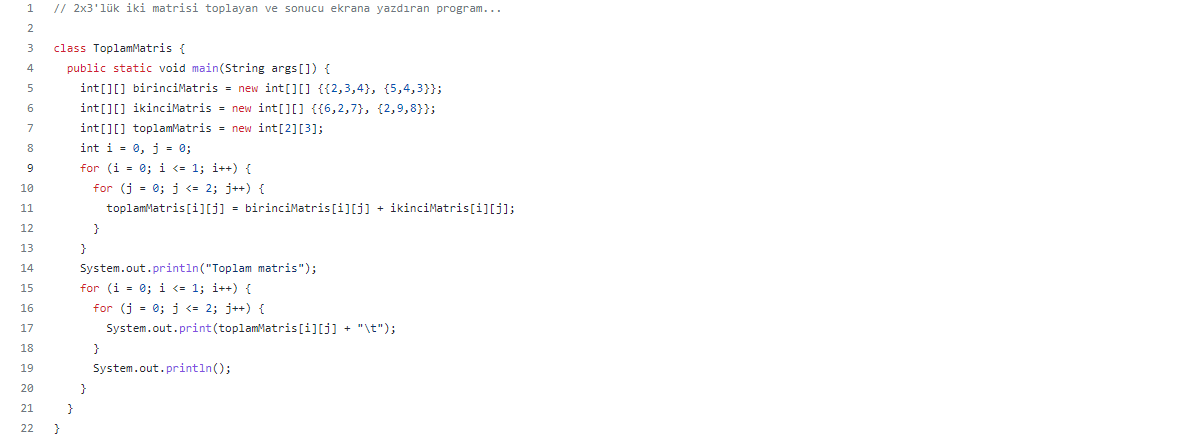 1 // 2x3'lük iki matrisi toplayan ve sonucu ekrana yazdıran program...
2
3 class ToplamMatris {
4 public static void main(String args[]) {
5 int[][] birinciMatris = new int[][] {{2,3,4}, {5,4,3}};
6 int[][] ikinciMatris = new int[][] {{6,2,7}, {2,9,8}};
7 int[][] toplamMatris = new int[2][3];
8 int i = 0, j = 0;
9 for (i = 0; i <= 1; i++) {
10 for (j = 0; j <= 2; j++) {
11 toplamMatris[i][j] = birinciMatris[i][j] + ikinciMatris[i][j];
12 }
13 }
14 System.out.println("Toplam matris");
15 for (i = 0; i <= 1; i++) {
16 for (j = 0; j <= 2; j++) {
17 System.out.print(toplamMatris[i][j] + "\t");
18 }
19 System.out.println();
20 }
21 }
22 }